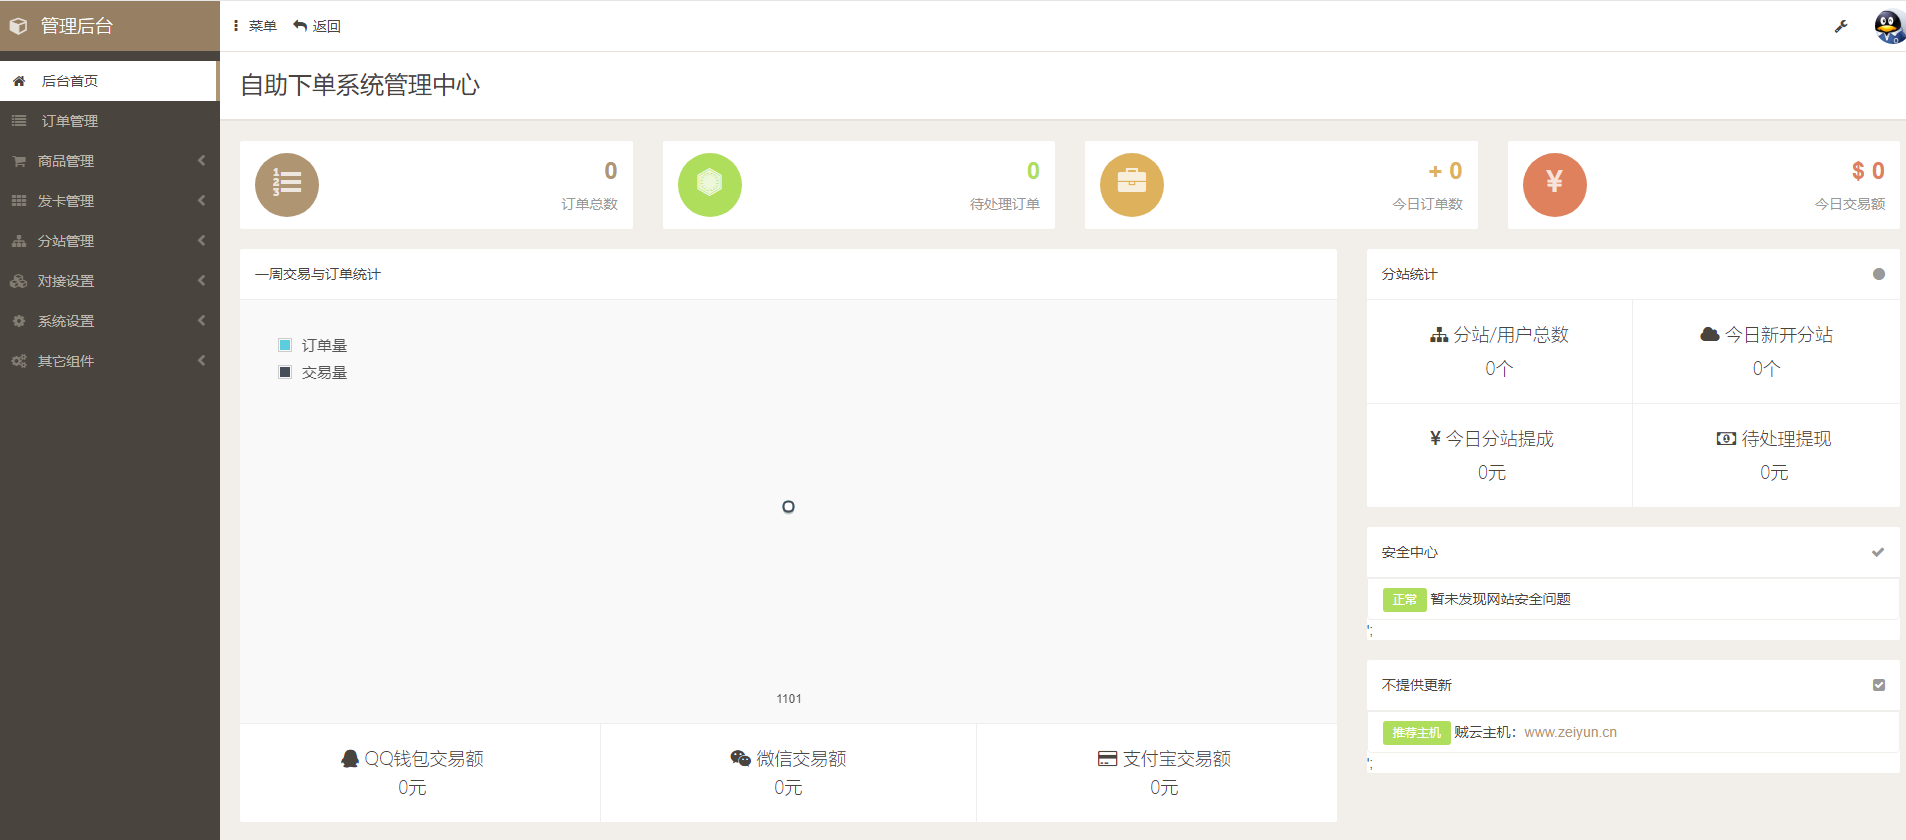 管理后台
菜单 返回
后台首页
订单管理
商品管理
发卡管理
分站管理
对接设置
系统设置
其它组件
自助下单系统管理中心
0
订单总数
0
待处理订单
+ 0
今日订单数
¥
$ 0
今日交易额
一周交易与订单统计
订单量
交易量
1101
QQ钱包交易额
0元
微信交易额
0元
支付宝交易额
0元
分站统计
分站/用户总数
0个
今日新开分站
0个
¥ 今日分站提成
0元
待处理提现
0元
安全中心
正常 暂未发现网站安全问题
';
不提供更新
推荐主机 贼云主机：www.zeiyun.cn
';